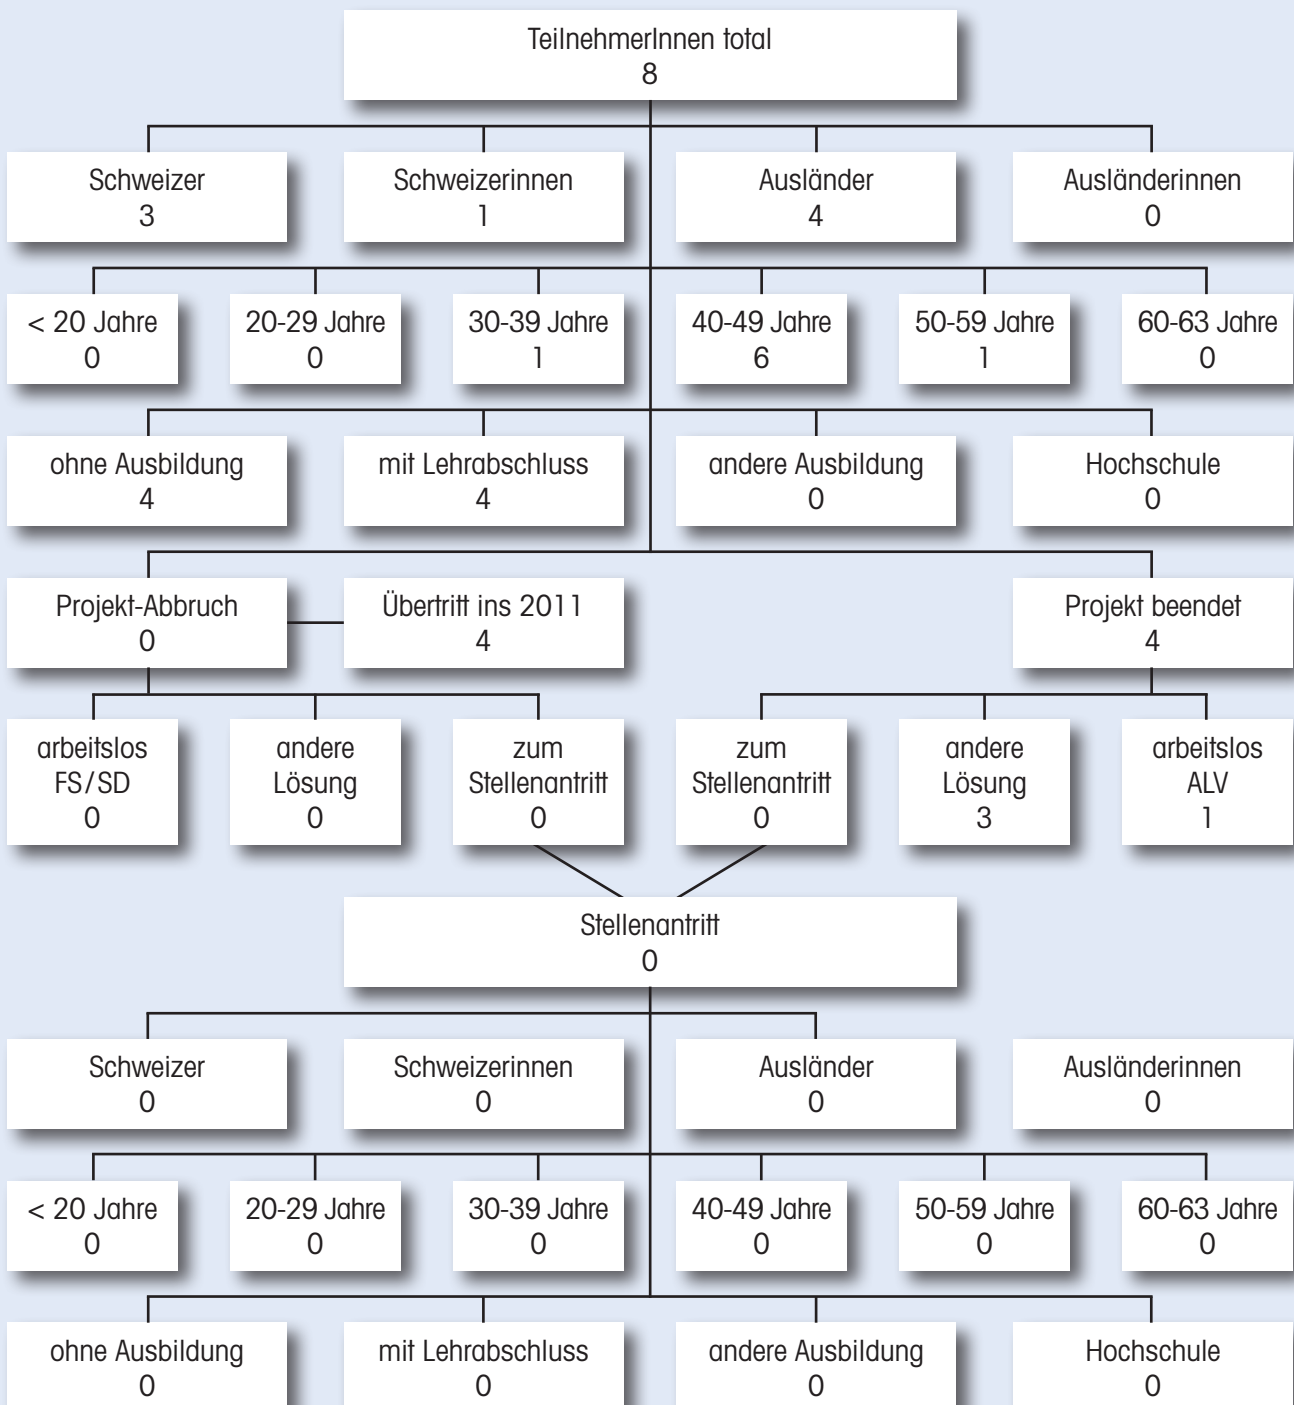 TeilnehmerInnen total
8
Schweizer
3
Schweizerinnen
1
Ausländer
4
Ausländerinnen
0
< 20 Jahre
0
20-29 Jahre
0
30-39 Jahre
1
40-49 Jahre
6
50-59 Jahre
1
60-63 Jahre
0
ohne Ausbildung
4
mit Lehrabschluss
4
andere Ausbildung
0
Hochschule
0
Projekt-Abbruch
0
Übertritt ins 2011
4
Projekt beendet
4
arbeitslos
FS/SD
0
andere
Lösung
0
zum
Stellenantritt
0
zum
Stellenantritt
0
andere
Lösung
3
arbeitslos
ALV
1
Stellenantritt
0
Schweizer
0
Schweizerinnen
0
Ausländer
0
Ausländerinnen
0
< 20 Jahre
0
20-29 Jahre
0
30-39 Jahre
0
40-49 Jahre
0
50-59 Jahre
0
60-63 Jahre
0
ohne Ausbildung
0
mit Lehrabschluss
0
andere Ausbildung
0
Hochschule
0